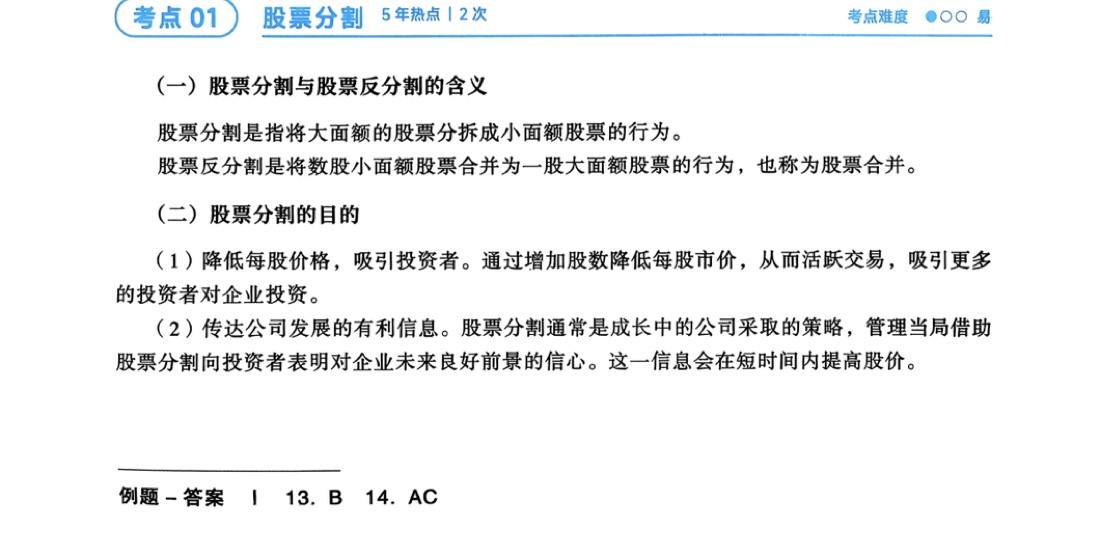 考点 01 股票分割 5年热点 | 2次 考点难度 易
（一）股票分割与股票反分割的含义
股票分割是指将大面额的股票分拆成小面额股票的行为。
股票反分割是将数股小面额股票合并为一股大面额股票的行为，也称为股票合并。
（二）股票分割的目的
（1）降低每股价格，吸引投资者。通过增加股数降低每股市价，从而活跃交易，吸引更多
的投资者对企业投资。
（2）传达公司发展的有利信息。股票分割通常是成长中的公司采取的策略，管理当局借助
股票分割向投资者表明对企业未来良好前景的信心。这一信息会在短时间内提高股价。
例题 – 答案 | 13. B 14. AC